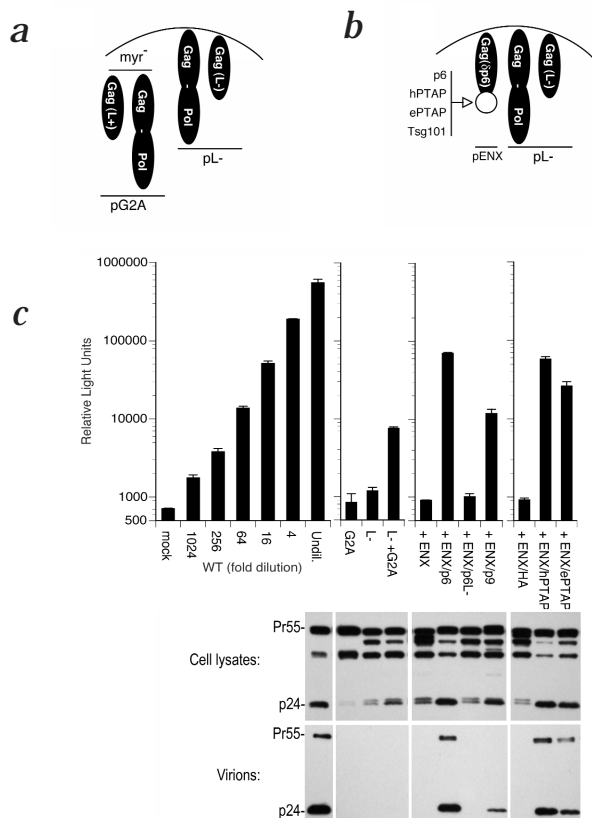 a
myr-
Gag (L+)
Gag
Pol
Gag
Pol
Gag (L-)
pG2A
pL-
b
p6
hPTAP
ePTAP
Tsg101
Gag(δp6)
Gag
Pol
Gag (L-)
pENX
pL-
c
Relative Light Units
1000000
100000
10000
1000
500
mock
1024
256
64
16
4
Undil.
WT (fold dilution)
G2A
L-
L- +G2A
+ ENX
+ ENX/p6
+ ENX/p6L-
+ ENX/p9
+ ENX/HA
+ ENX/hPTAP
+ ENX/ePTAP
Cell lysates:
Pr55-
p24-
Virions:
Pr55-
p24-